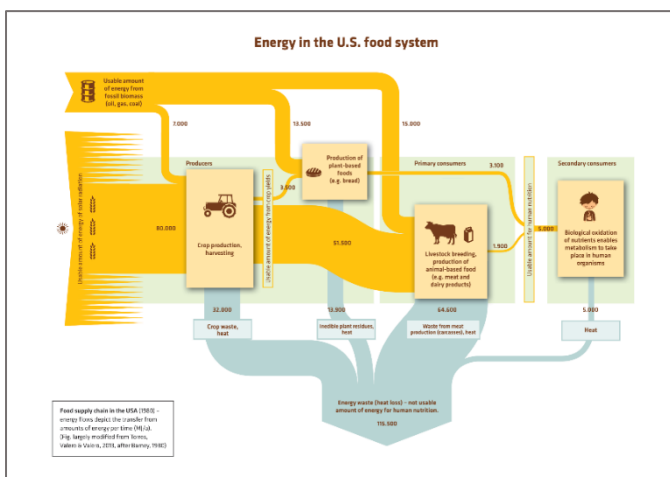 Energy in the U.S. food system
Usable amount
of energy from
fossil biomass
(oil, gas, coal)
7.000
13.500
15.000
Producers
Production of
plant-based
foods
(e.g. bread)
Primary consumers
3.100
Secondary consumers
Usable amount of energy of solar radiation
80.000
Crop production,
harvesting
Usable amount of energy from crop yields
3.500
51.500
Livestock breeding,
production of
animal-based food
(e.g. meat and
dairy products)
1.900
Usable amount for human nutrition
5.000
Biological oxidation
of nutrients enables
metabolism to take
place in human
organisms
32.000
13.900
64.600
5.000
Crop waste,
heat
Inedible plant residues,
heat
Waste from meat
production (carcasses), heat
Heat
Energy waste (heat loss) – not usable
amount of energy for human nutrition.
115.500
Food supply chain in the USA (1980) –
energy flows depict the transfer from
amounts of energy per time (MJ/a).
(Fig. largely modified from Torres,
Valero & Valero, 2013, after Barney, 1980)